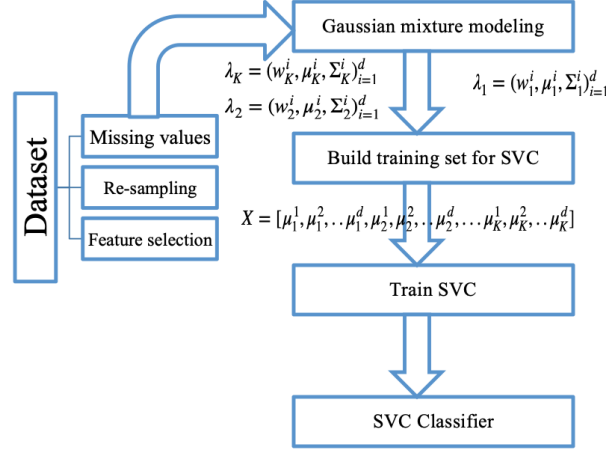 Gaussian mixture modeling
λ_K = (w_K^i, μ_K^i, Σ_K^i)_{i=1}^d
λ_1 = (w_1^i, μ_1^i, Σ_1^i)_{i=1}^d
λ_2 = (w_2^i, μ_2^i, Σ_2^i)_{i=1}^d
Dataset
Missing values
Build training set for SVC
Re-sampling
Feature selection
X = [μ_1^1, μ_1^2, . . μ_1^d, μ_2^1, μ_2^2, . . μ_2^d, . . . μ_K^1, μ_K^2, . . μ_K^d]
Train SVC
SVC Classifier